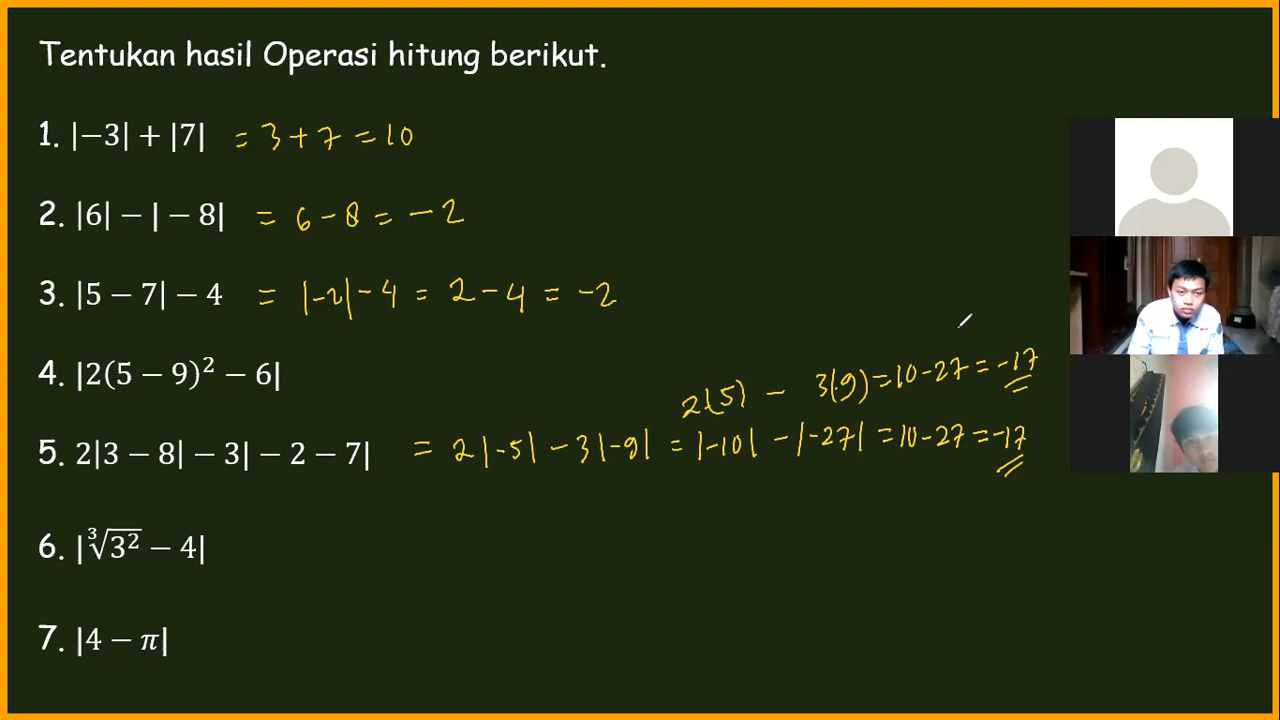 Tentukan hasil Operasi hitung berikut.
1. |−3| + |7| = 3 + 7 = 10
2. |6| − | − 8| = 6 − 8 = −2
3. |5 − 7| − 4 = |-2| − 4 = 2 − 4 = −2
4. |2(5 − 9)² − 6|
2(5) − 3(9) = 10 − 27 = −17
5. 2|3 − 8| − 3| − 2 − 7| = 2|−5| − 3|−9| = |−10| − |−27| = 10 − 27 = −17
6. |∛3² − 4|
7. |4 − π|